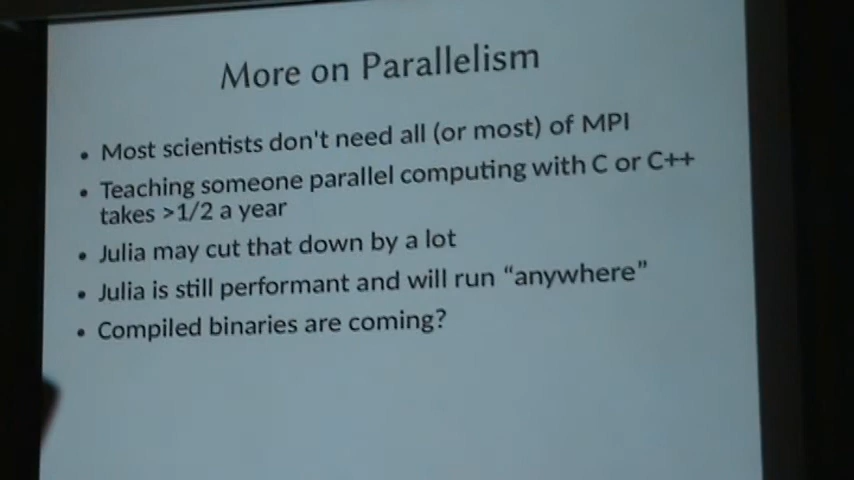 More on Parallelism
• Most scientists don't need all (or most) of MPI
• Teaching someone parallel computing with C or C++
takes >1/2 a year
• Julia may cut that down by a lot
• Julia is still performant and will run “anywhere”
• Compiled binaries are coming?